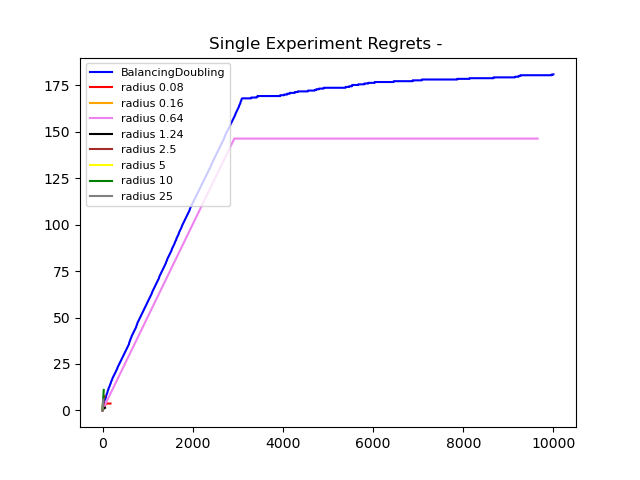 Single Experiment Regrets -
BalancingDoubling
radius 0.08
radius 0.16
radius 0.64
radius 1.24
radius 2.5
radius 5
radius 10
radius 25
175
150
125
100
75
50
25
0
0 2000 4000 6000 8000 10000